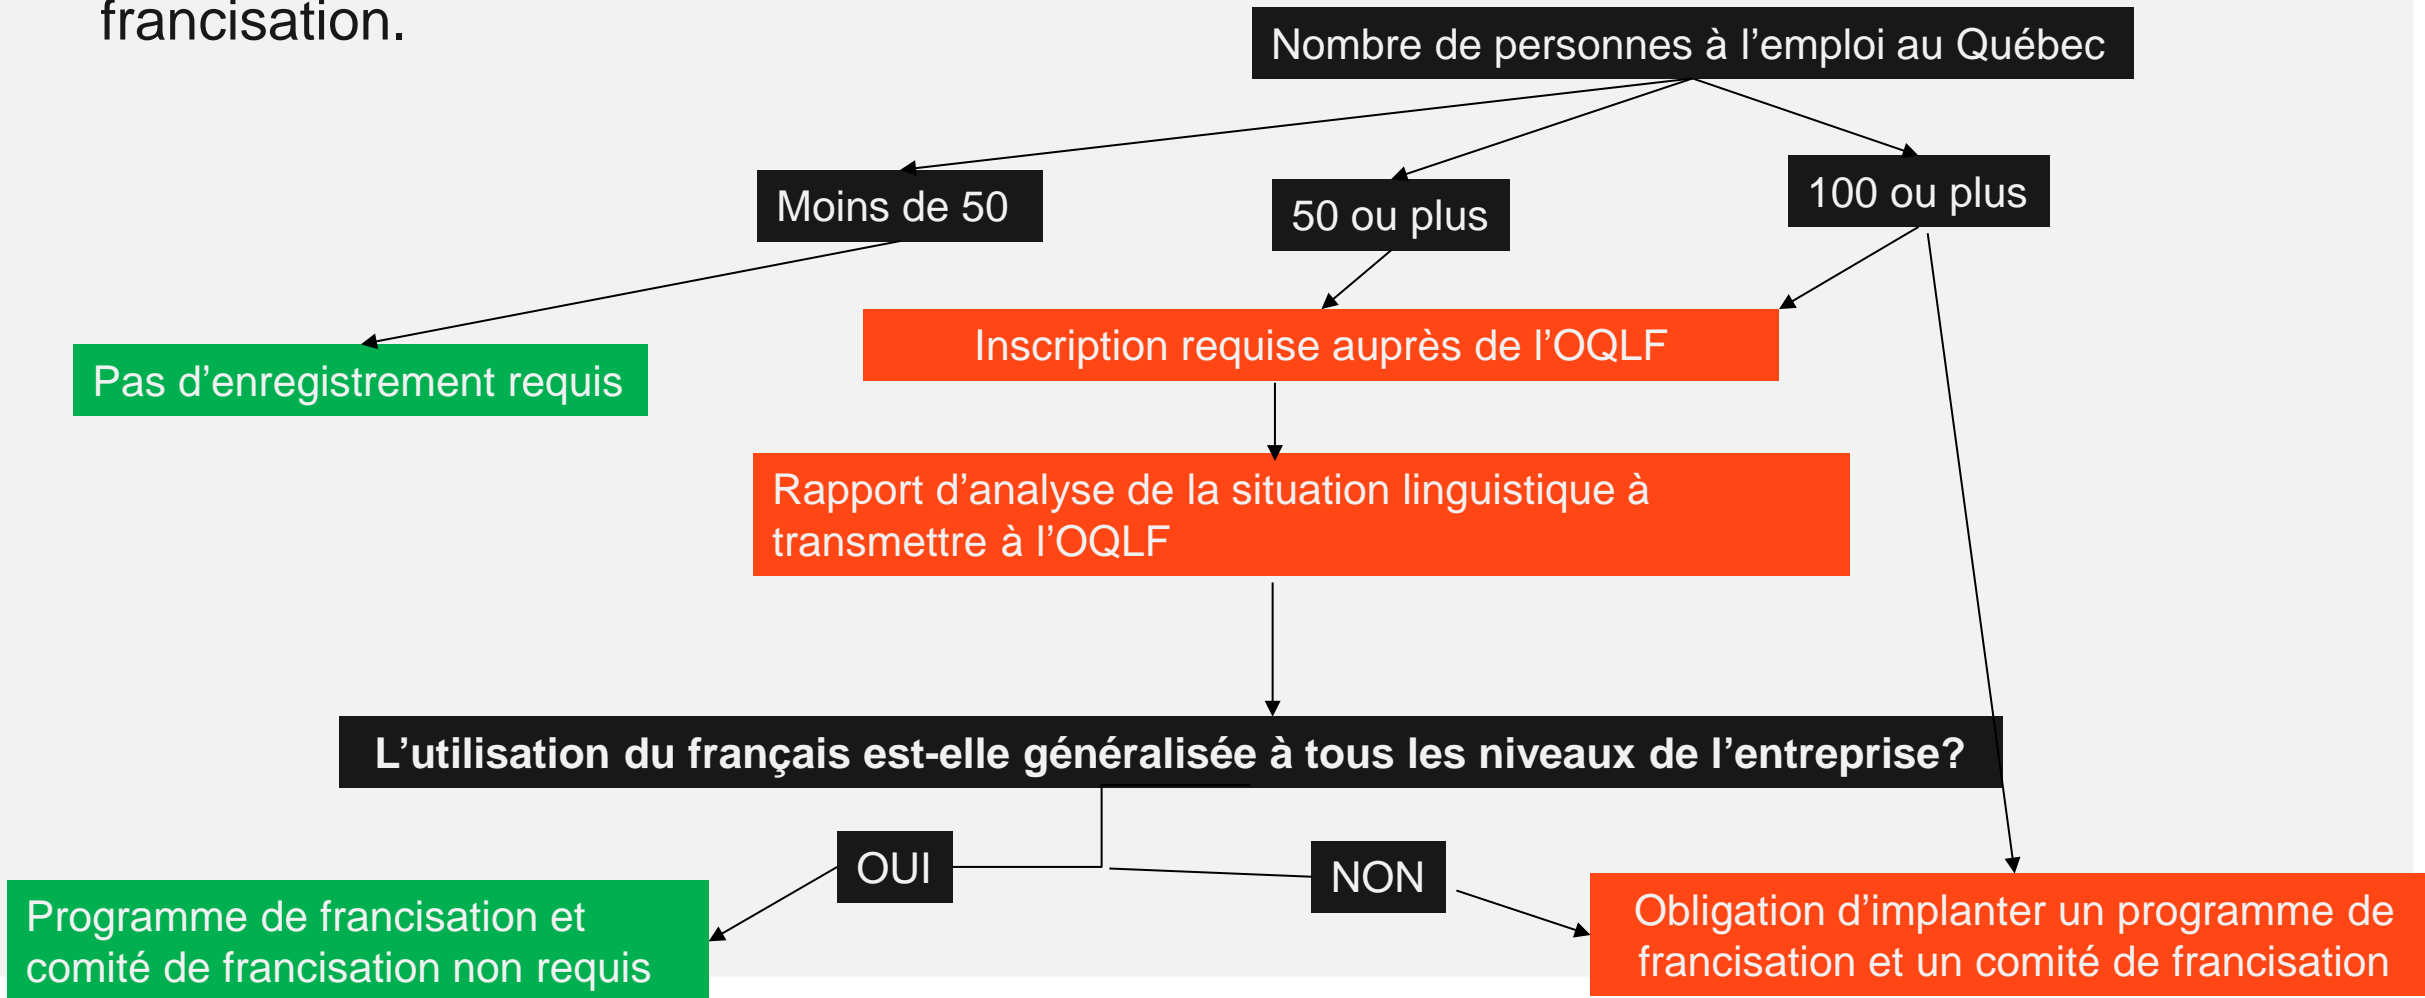 francisation.
Nombre de personnes à l’emploi au Québec
Moins de 50
50 ou plus
100 ou plus
Pas d’enregistrement requis
Inscription requise auprès de l’OQLF
Rapport d’analyse de la situation linguistique à
transmettre à l’OQLF
L’utilisation du français est-elle généralisée à tous les niveaux de l’entreprise?
OUI
NON
Programme de francisation et
comité de francisation non requis
Obligation d’implanter un programme de
francisation et un comité de francisation